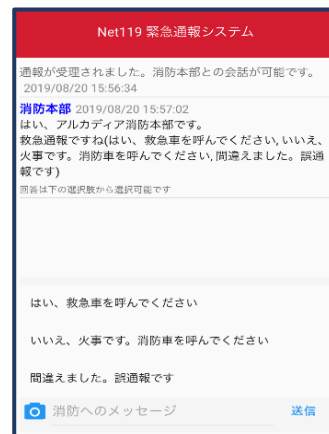 Net119 緊急通報システム
通報が受理されました。消防本部との会話が可能です。
2019/08/20 15:56:34
消防本部 2019/08/20 15:57:02
はい、アルカディア消防本部です。
救急通報ですね(はい、救急車を呼んでください, いいえ、
火事です。消防車を呼んでください, 間違えました。誤通
報です)
回答は下の選択肢から選択可能です
はい、救急車を呼んでください
いいえ、火事です。消防車を呼んでください
間違えました。誤通報です
消防へのメッセージ 送信